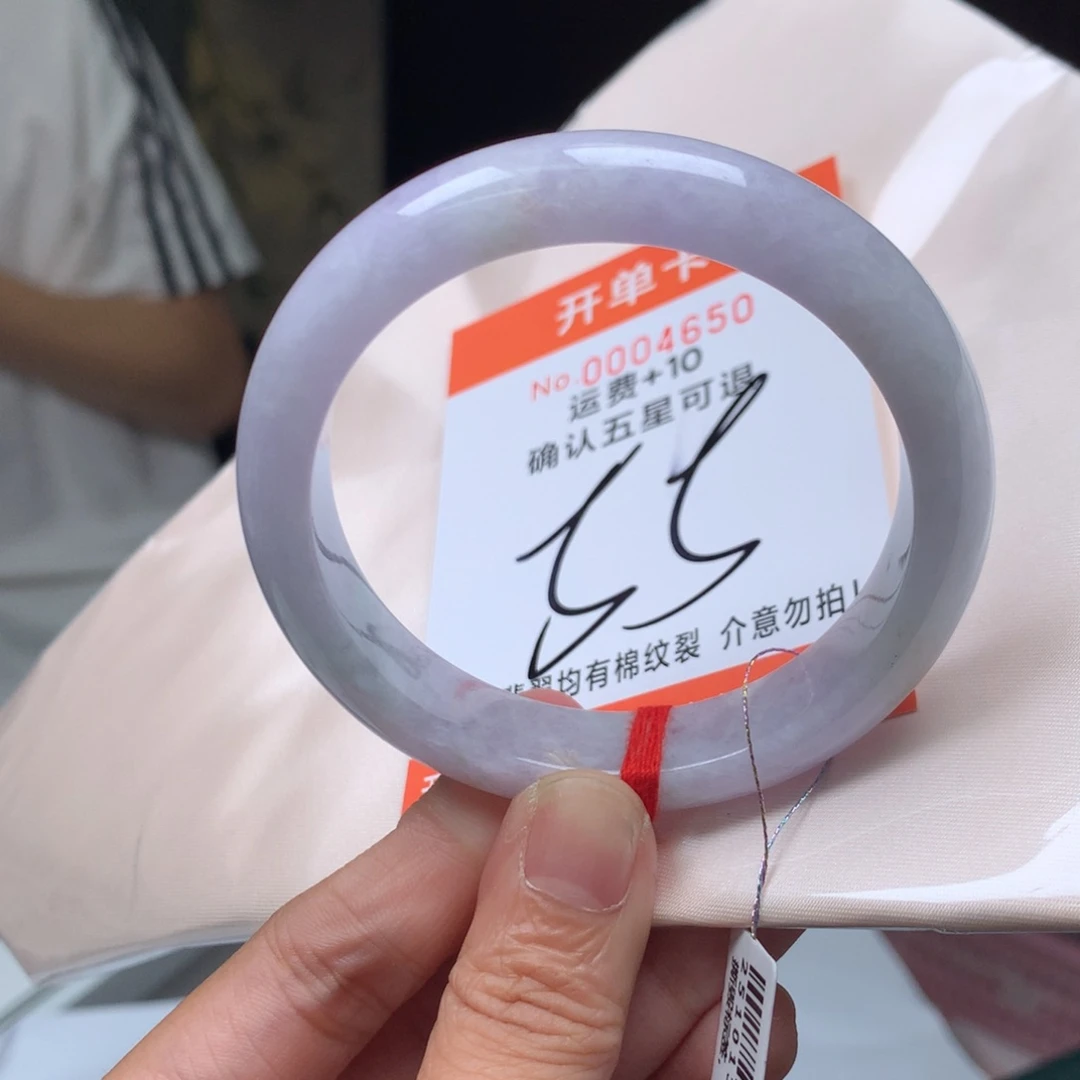 开单卡
No.0004650
运费+10
确认五星可退
翡翠均有棉纹裂 介意勿拍!